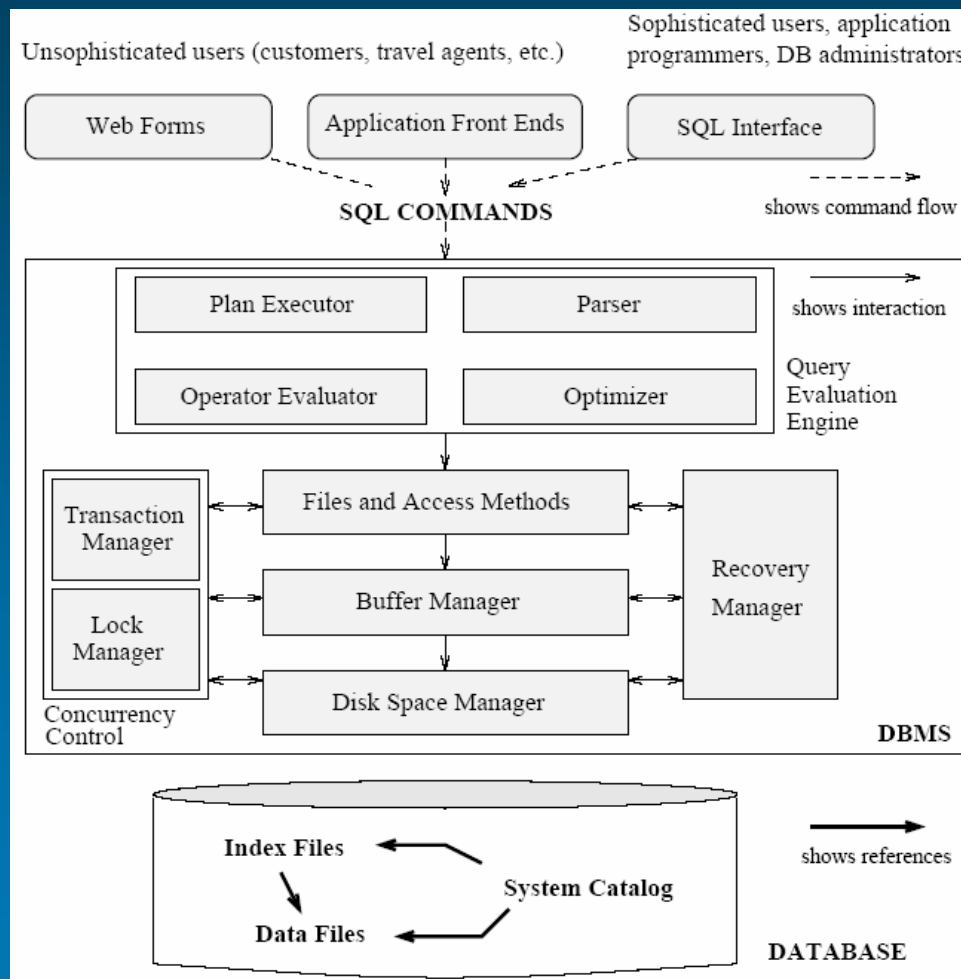 Unsophisticated users (customers, travel agents, etc.)
Sophisticated users, application
programmers, DB administrators
Web Forms
Application Front Ends
SQL Interface
SQL COMMANDS
shows command flow
Plan Executor
Parser
shows interaction
Operator Evaluator
Optimizer
Query
Evaluation
Engine
Transaction
Manager
Files and Access Methods
Recovery
Manager
Lock
Manager
Buffer Manager
Disk Space Manager
Concurrency
Control
DBMS
Index Files
System Catalog
Data Files
shows references
DATABASE